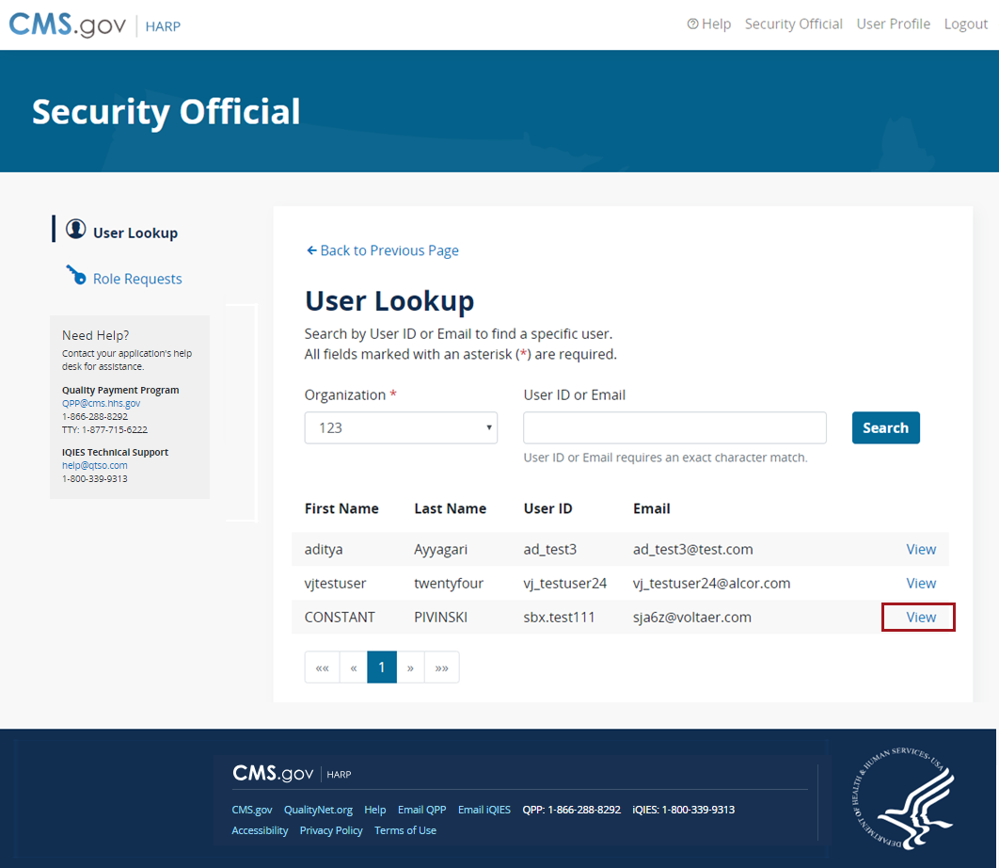 CMS.gov HARP
Help Security Official User Profile Logout
Security Official
User Lookup
Role Requests
Need Help?
Contact your application's help
desk for assistance.
Quality Payment Program
QPP@cms.hhs.gov
1-866-288-8292
TTY: 1-877-715-6222
IQIES Technical Support
help@qtso.com
1-800-339-9313
Back to Previous Page
User Lookup
Search by User ID or Email to find a specific user.
All fields marked with an asterisk (*) are required.
Organization * User ID or Email
123 Search
User ID or Email requires an exact character match.
First Name Last Name User ID Email
aditya Ayyagari ad_test3 ad_test3@test.com View
vjtestuser twentyfour vj_testuser24 vj_testuser24@alcor.com View
CONSTANT PIVINSKI sbx.test111 sja6z@voltaer.com View
«« « 1 » »»
CMS.gov HARP
CMS.gov QualityNet.org Help Email QPP Email iQIES QPP: 1-866-288-8292 iQIES: 1-800-339-9313
Accessibility Privacy Policy Terms of Use
DEPARTMENT OF HEALTH & HUMAN SERVICES · USA